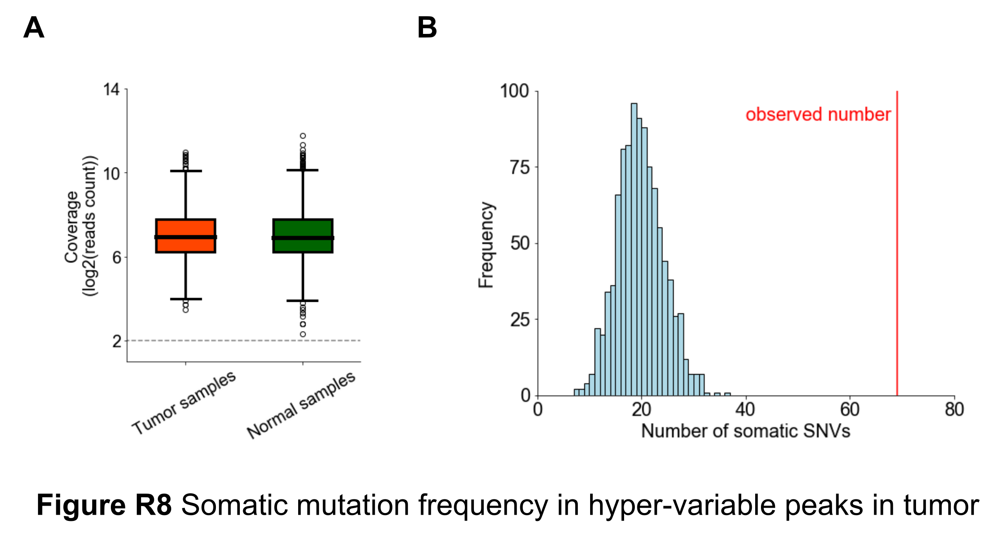 A
B
14
10
6
2
Coverage
(log2(reads count))
Tumor samples
Normal samples
100
75
50
25
0
Frequency
observed number
0 20 40 60 80
Number of somatic SNVs
Figure R8 Somatic mutation frequency in hyper-variable peaks in tumor